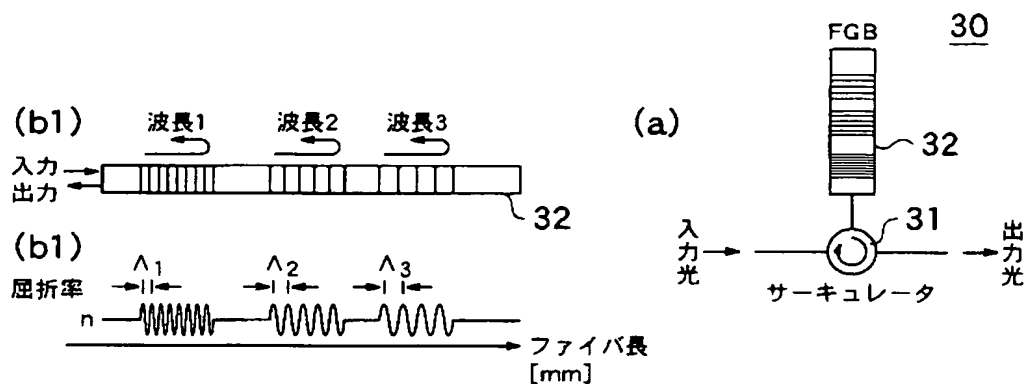 (b1)
波長1 波長2 波長3
入力
出力
32
(b1)
Λ1 Λ2 Λ3
屈折率
n
ファイバ長
[mm]
30
FGB
(a)
32
31
入力光
出力光
サーキュレータ